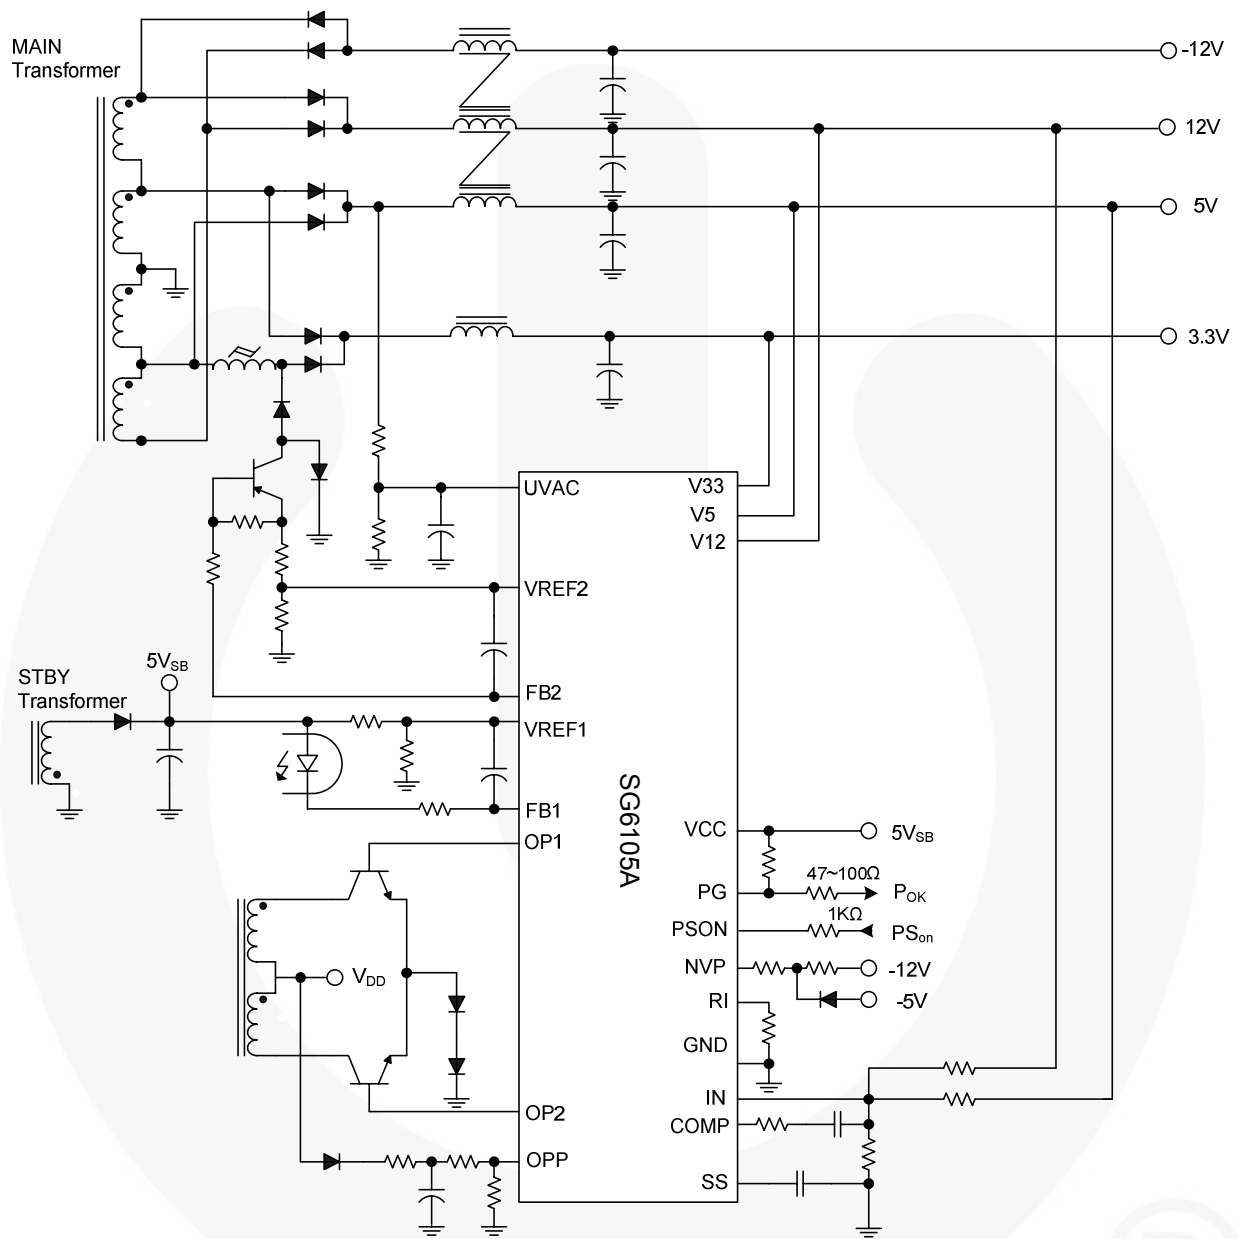 MAIN
Transformer
-12V
12V
5V
3.3V
UVAC
V33
V5
V12
VREF2
5VSB
STBY
Transformer
FB2
VREF1
FB1
OP1
SG6105A
VCC
5VSB
PG
47~100Ω
POK
PSON
1KΩ
PSon
NVP
-12V
VDD
RI
-5V
GND
IN
OP2
COMP
OPP
SS